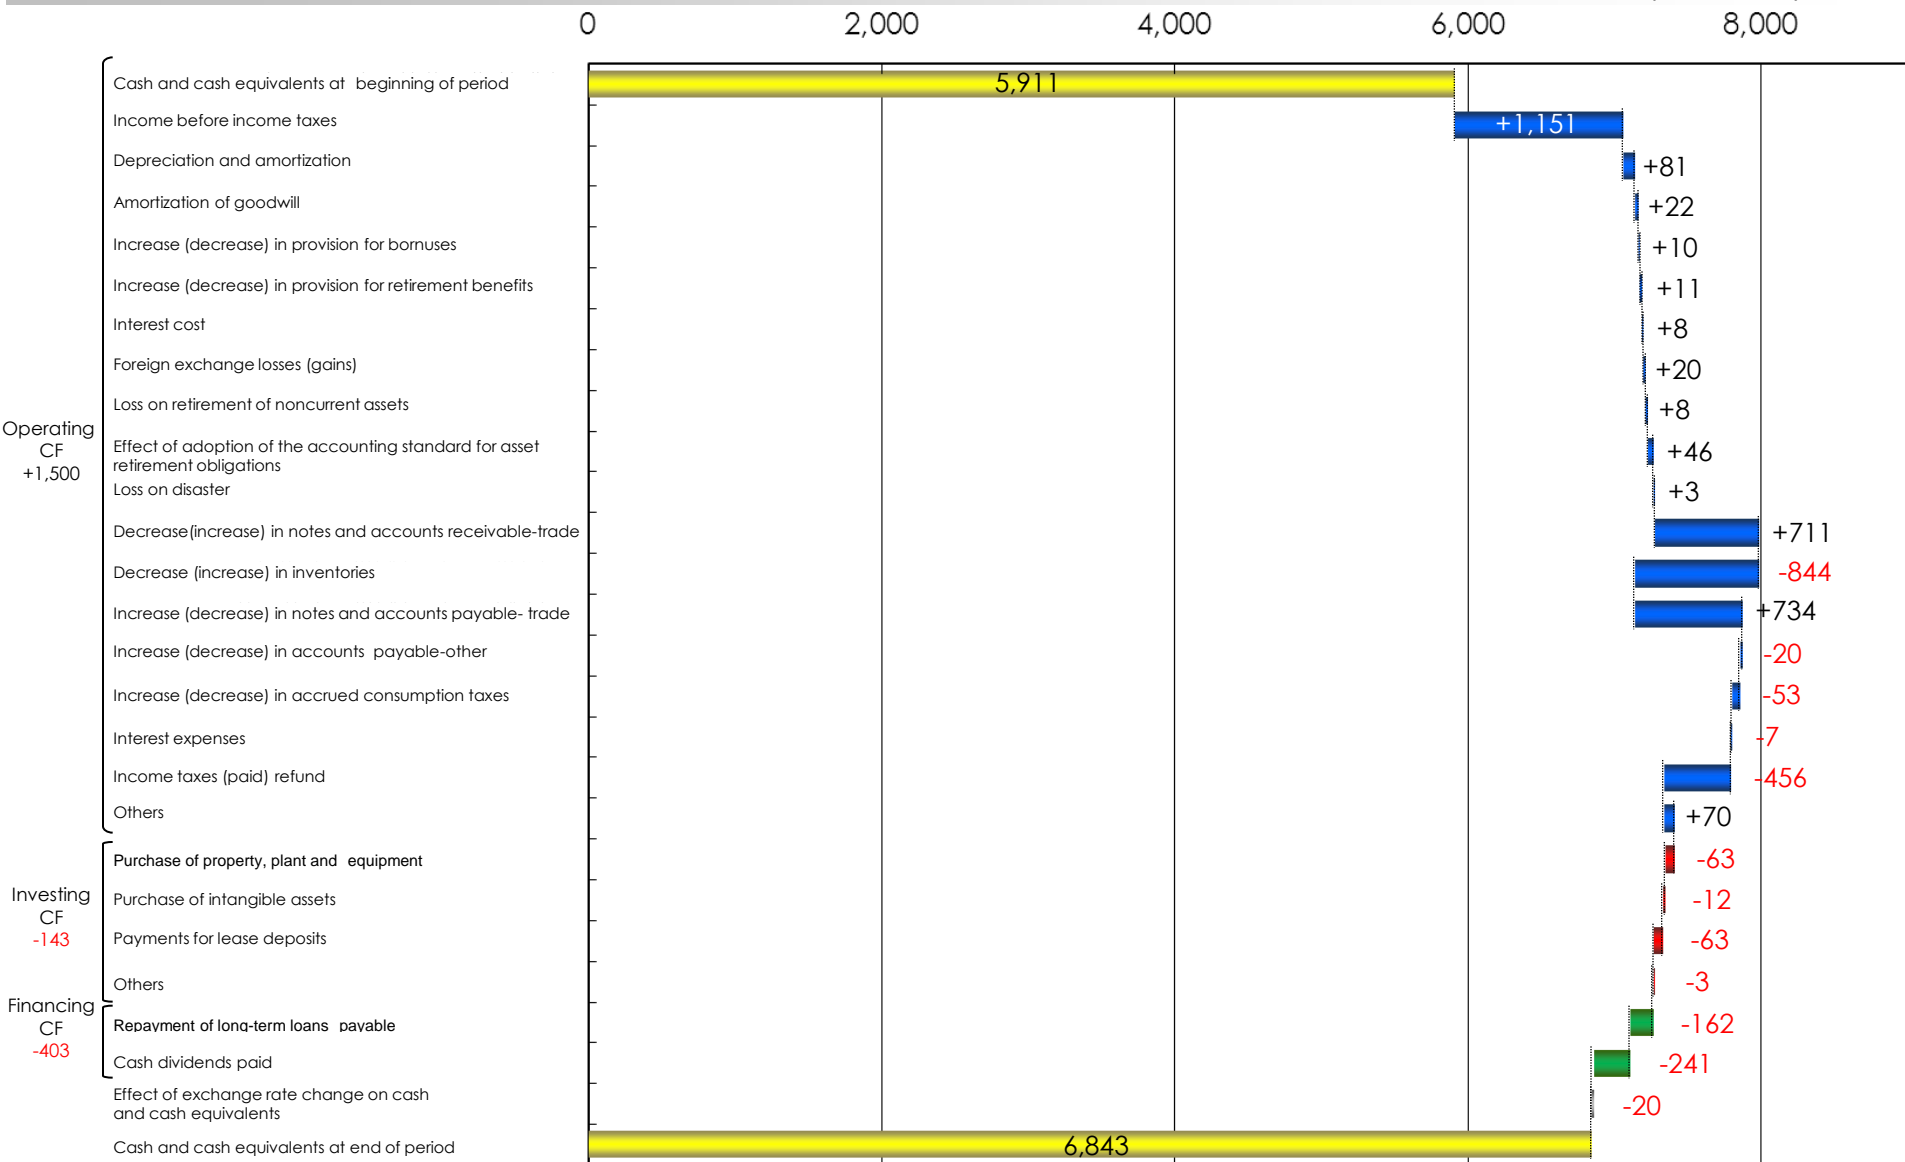 0 2,000 4,000 6,000 8,000
Cash and cash equivalents at beginning of period 5,911
Income before income taxes +1,151
Depreciation and amortization +81
Amortization of goodwill +22
Increase (decrease) in provision for bornuses +10
Increase (decrease) in provision for retirement benefits +11
Interest cost +8
Foreign exchange losses (gains) +20
Loss on retirement of noncurrent assets +8
Operating
CF
+1,500
Effect of adoption of the accounting standard for asset
retirement obligations +46
Loss on disaster +3
Decrease(increase) in notes and accounts receivable-trade +711
Decrease (increase) in inventories -844
Increase (decrease) in notes and accounts payable- trade +734
Increase (decrease) in accounts payable-other -20
Increase (decrease) in accrued consumption taxes -53
Interest expenses -7
Income taxes (paid) refund -456
Others +70
Purchase of property, plant and equipment -63
Investing
CF
-143
Purchase of intangible assets -12
Payments for lease deposits -63
Others -3
Financing
CF
-403
Repayment of long-term loans payable -162
Cash dividends paid -241
Effect of exchange rate change on cash
and cash equivalents -20
Cash and cash equivalents at end of period 6,843